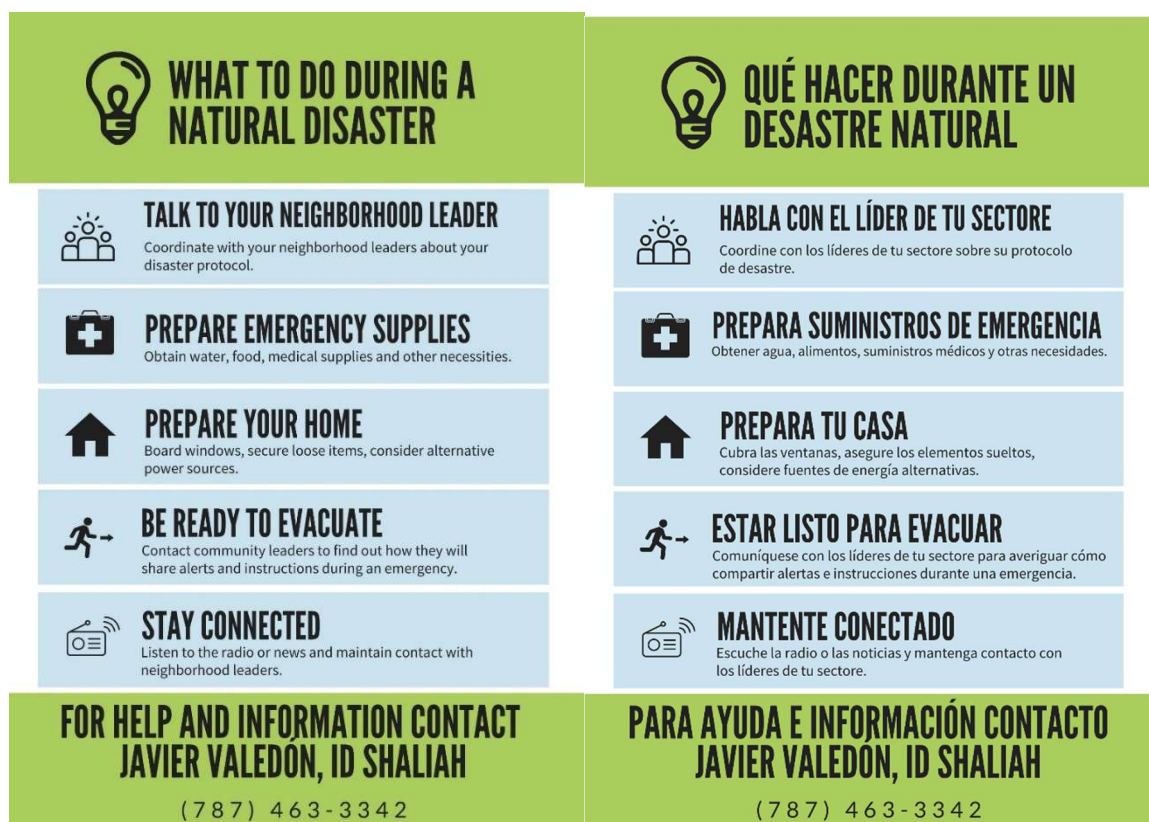 WHAT TO DO DURING A
NATURAL DISASTER
TALK TO YOUR NEIGHBORHOOD LEADER
Coordinate with your neighborhood leaders about your
disaster protocol.
PREPARE EMERGENCY SUPPLIES
Obtain water, food, medical supplies and other necessities.
PREPARE YOUR HOME
Board windows, secure loose items, consider alternative
power sources.
BE READY TO EVACUATE
Contact community leaders to find out how they will
share alerts and instructions during an emergency.
STAY CONNECTED
Listen to the radio or news and maintain contact with
neighborhood leaders.
FOR HELP AND INFORMATION CONTACT
JAVIER VALEDÓN, ID SHALIAH
(787) 463-3342
QUÉ HACER DURANTE UN
DESASTRE NATURAL
HABLA CON EL LÍDER DE TU SECTORE
Coordine con los líderes de tu sectore sobre su protocolo
de desastre.
PREPARA SUMINISTROS DE EMERGENCIA
Obtener agua, alimentos, suministros médicos y otras necesidades.
PREPARA TU CASA
Cubra las ventanas, asegure los elementos sueltos,
considere fuentes de energía alternativas.
ESTAR LISTO PARA EVACUAR
Comuníquese con los líderes de tu sectore para averiguar cómo
compartir alertas e instrucciones durante una emergencia.
MANTENTE CONECTADO
Escuche la radio o las noticias y mantenga contacto con
los líderes de tu sectore.
PARA AYUDA E INFORMACIÓN CONTACTO
JAVIER VALEDÓN, ID SHALIAH
(787) 463-3342